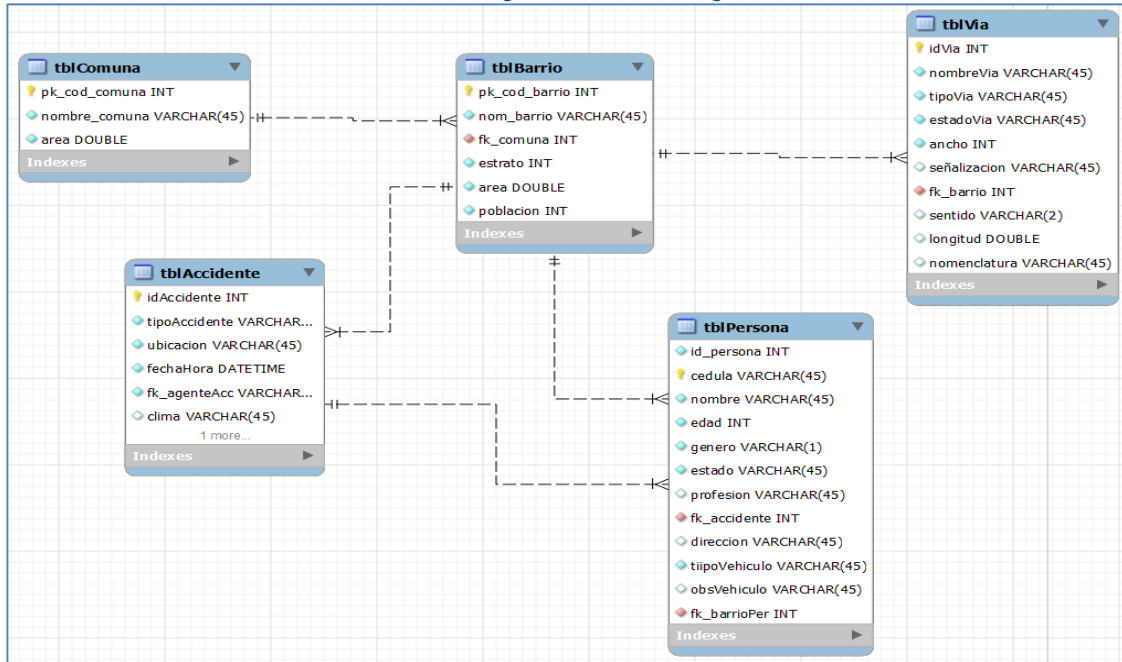 tblComuna
pk_cod_comuna INT
nombre_comuna VARCHAR(45)
area DOUBLE
Indexes
tblBarrio
pk_cod_barrio INT
nom_barrio VARCHAR(45)
fk_comuna INT
estrato INT
area DOUBLE
poblacion INT
Indexes
tblVia
idVia INT
nombreVia VARCHAR(45)
tipoVia VARCHAR(45)
estadoVia VARCHAR(45)
ancho INT
señalizacion VARCHAR(45)
fk_barrio INT
sentido VARCHAR(2)
longitud DOUBLE
nomenclatura VARCHAR(45)
Indexes
tblAccidente
idAccidente INT
tipoAccidente VARCHAR...
ubicacion VARCHAR(45)
fechaHora DATETIME
fk_agenteAcc VARCHAR...
clima VARCHAR(45)
1 more...
Indexes
tblPersona
id_persona INT
cedula VARCHAR(45)
nombre VARCHAR(45)
edad INT
genero VARCHAR(1)
estado VARCHAR(45)
profesion VARCHAR(45)
fk_accidente INT
direccion VARCHAR(45)
tiipoVehiculo VARCHAR(45)
obsVehiculo VARCHAR(45)
fk_barrioPer INT
Indexes